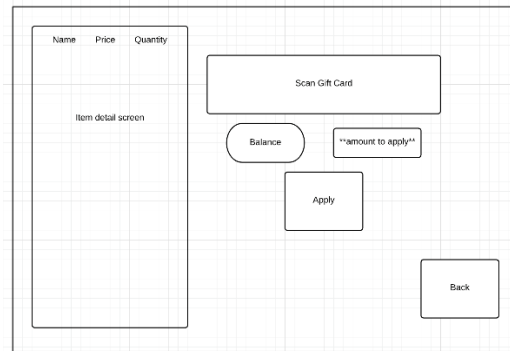 Name Price Quantity
Item detail screen
Scan Gift Card
Balance
**amount to apply**
Apply
Back